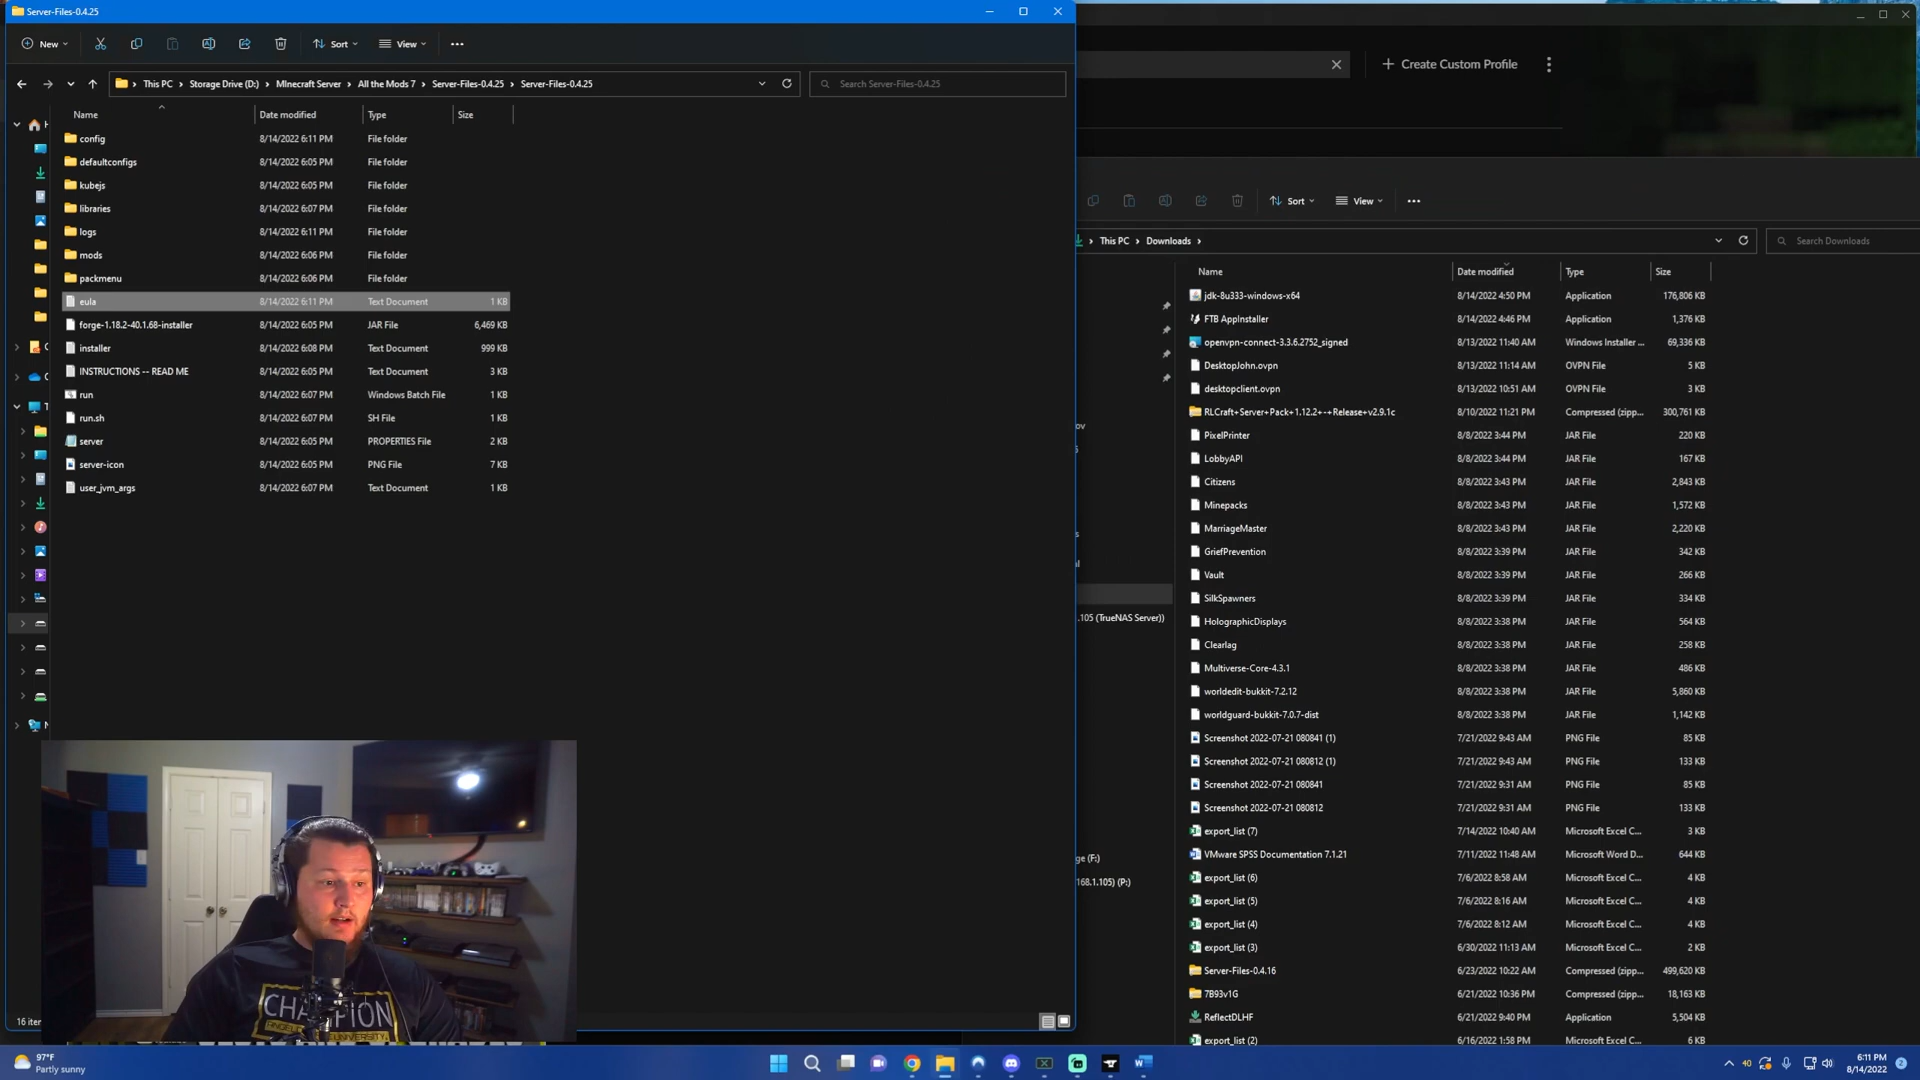 Server-Files-0.4.25
New
Sort
View
This PC > Storage Drive (D:) > MInecraft Server > All the Mods 7 > Server-Files-0.4.25 > Server-Files-0.4.25
Search Server-Files-0.4.25
Name Date modified Type Size
config 8/14/2022 6:11 PM File folder
defaultconfigs 8/14/2022 6:05 PM File folder
kubejs 8/14/2022 6:05 PM File folder
libraries 8/14/2022 6:07 PM File folder
logs 8/14/2022 6:11 PM File folder
mods 8/14/2022 6:06 PM File folder
packmenu 8/14/2022 6:06 PM File folder
eula 8/14/2022 6:11 PM Text Document 1 KB
forge-1.18.2-40.1.68-installer 8/14/2022 6:05 PM JAR File 6,469 KB
installer 8/14/2022 6:08 PM Text Document 999 KB
INSTRUCTIONS -- READ ME 8/14/2022 6:05 PM Text Document 3 KB
run 8/14/2022 6:07 PM Windows Batch File 1 KB
run.sh 8/14/2022 6:07 PM SH File 1 KB
server 8/14/2022 6:05 PM PROPERTIES File 2 KB
server-icon 8/14/2022 6:05 PM PNG File 7 KB
user_jvm_args 8/14/2022 6:07 PM Text Document 1 KB
16 iter
CHAMPION
Create Custom Profile
Sort
View
This PC > Downloads >
Search Downloads
Name Date modified Type Size
jdk-8u333-windows-x64 8/14/2022 4:50 PM Application 176,806 KB
FTB AppInstaller 8/14/2022 4:46 PM Application 1,376 KB
openvpn-connect-3.3.6.2752_signed 8/13/2022 11:40 AM Windows Installer ... 69,336 KB
DesktopJohn.ovpn 8/13/2022 11:14 AM OVPN File 5 KB
desktopclient.ovpn 8/13/2022 10:51 AM OVPN File 3 KB
RLCraft+Server+Pack+1.12.2+-+Release+v2.9.1c 8/10/2022 11:21 PM Compressed (zipp... 300,761 KB
PixelPrinter 8/8/2022 3:44 PM JAR File 220 KB
LobbyAPI 8/8/2022 3:44 PM JAR File 167 KB
Citizens 8/8/2022 3:43 PM JAR File 2,843 KB
Minepacks 8/8/2022 3:43 PM JAR File 1,572 KB
MarriageMaster 8/8/2022 3:43 PM JAR File 2,220 KB
GriefPrevention 8/8/2022 3:39 PM JAR File 342 KB
Vault 8/8/2022 3:39 PM JAR File 266 KB
SilkSpawners 8/8/2022 3:39 PM JAR File 334 KB
HolographicDisplays 8/8/2022 3:38 PM JAR File 564 KB
Clearlag 8/8/2022 3:38 PM JAR File 258 KB
Multiverse-Core-4.3.1 8/8/2022 3:38 PM JAR File 486 KB
worldedit-bukkit-7.2.12 8/8/2022 3:38 PM JAR File 5,860 KB
worldguard-bukkit-7.0.7-dist 8/8/2022 3:38 PM JAR File 1,142 KB
Screenshot 2022-07-21 080841 (1) 7/21/2022 9:43 AM PNG File 85 KB
Screenshot 2022-07-21 080812 (1) 7/21/2022 9:43 AM PNG File 133 KB
Screenshot 2022-07-21 080841 7/21/2022 9:31 AM PNG File 85 KB
Screenshot 2022-07-21 080812 7/21/2022 9:31 AM PNG File 133 KB
export_list (7) 7/14/2022 10:40 AM Microsoft Excel C... 3 KB
VMware SPSS Documentation 7.1.21 7/11/2022 11:48 AM Microsoft Word D... 644 KB
export_list (6) 7/6/2022 8:58 AM Microsoft Excel C... 4 KB
export_list (5) 7/6/2022 8:16 AM Microsoft Excel C... 4 KB
export_list (4) 7/6/2022 8:12 AM Microsoft Excel C... 4 KB
export_list (3) 6/30/2022 11:13 AM Microsoft Excel C... 2 KB
Server-Files-0.4.16 6/23/2022 10:22 AM Compressed (zipp... 499,620 KB
7B93v1G 6/21/2022 10:36 PM Compressed (zipp... 18,163 KB
ReflectDLHF 6/21/2022 9:40 PM Application 5,504 KB
export_list (2) 6/16/2022 1:58 PM Microsoft Excel C... 6 KB
ov
.105 (TrueNAS Server))
ge (F:)
168.1.105) (P:)
97°F
Partly sunny
6:11 PM
8/14/2022